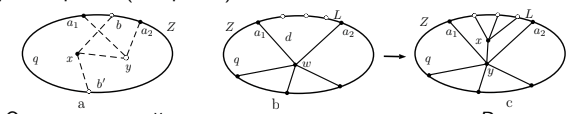 a₁ b a₂ Z
q x y
b′
a
Z L
a₁ d a₂
q w
b
Z L
a₁ x a₂
q y
c